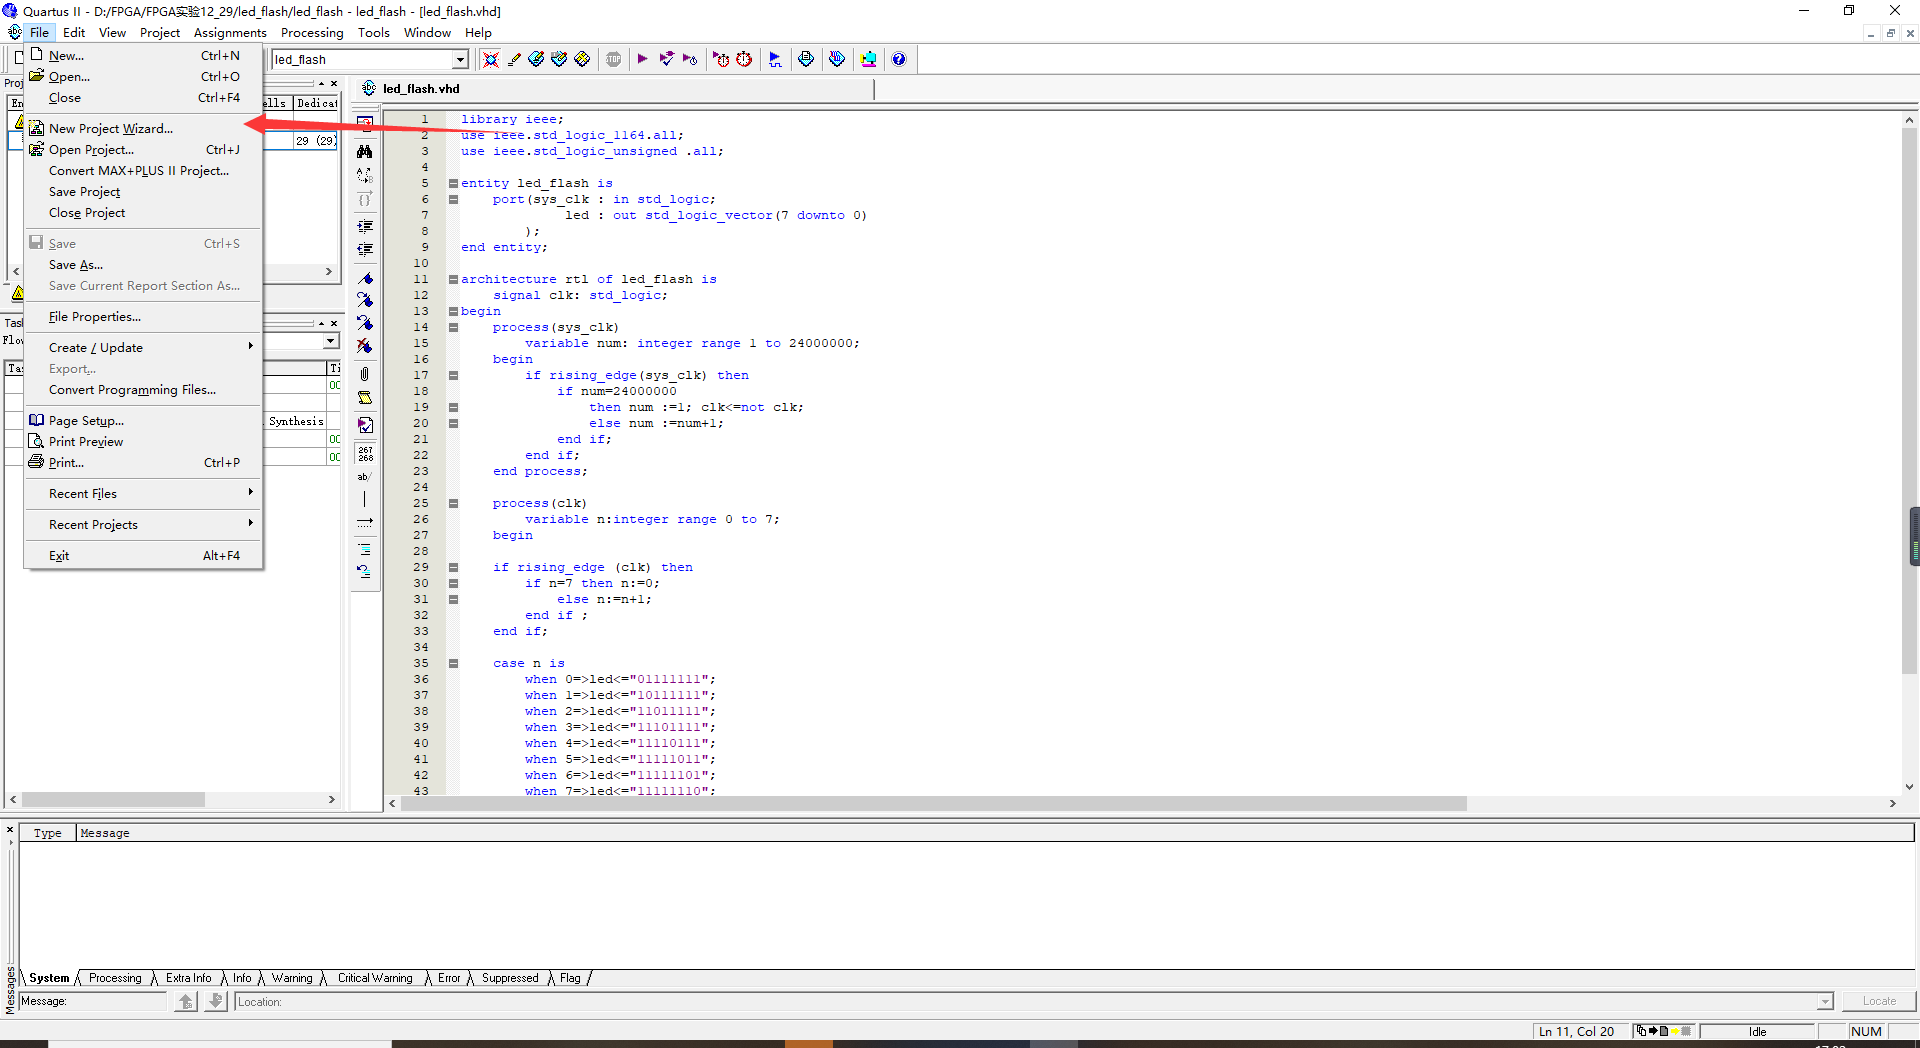 Quartus II - D:/FPGA/FPGA实验12_29/led_flash/led_flash - led_flash - [led_flash.vhd]
File Edit View Project Assignments Processing Tools Window Help
led_flash
New... Ctrl+N
Open... Ctrl+O
Close Ctrl+F4
New Project Wizard...
Open Project... Ctrl+J
Convert MAX+PLUS II Project...
Save Project
Close Project
Save Ctrl+S
Save As...
Save Current Report Section As...
File Properties...
Create / Update
Export...
Convert Programming Files...
Page Setup...
Print Preview
Print... Ctrl+P
Recent Files
Recent Projects
Exit Alt+F4
Proj
En ells Dedicat
29 (29)
Tas
Flow
Tas Ti
00
Synthesis
00
00
STOP
267
268
ab/
led_flash.vhd
1 library ieee;
2 use ieee.std_logic_1164.all;
3 use ieee.std_logic_unsigned .all;
4
5 entity led_flash is
6 port(sys_clk : in std_logic;
7 led : out std_logic_vector(7 downto 0)
8 );
9 end entity;
10
11 architecture rtl of led_flash is
12 signal clk: std_logic;
13 begin
14 process(sys_clk)
15 variable num: integer range 1 to 24000000;
16 begin
17 if rising_edge(sys_clk) then
18 if num=24000000
19 then num :=1; clk<=not clk;
20 else num :=num+1;
21 end if;
22 end if;
23 end process;
24
25 process(clk)
26 variable n:integer range 0 to 7;
27 begin
28
29 if rising_edge (clk) then
30 if n=7 then n:=0;
31 else n:=n+1;
32 end if ;
33 end if;
34
35 case n is
36 when 0=>led<="01111111";
37 when 1=>led<="10111111";
38 when 2=>led<="11011111";
39 when 3=>led<="11101111";
40 when 4=>led<="11110111";
41 when 5=>led<="11111011";
42 when 6=>led<="11111101";
43 when 7=>led<="11111110";
Type Message
System Processing Extra Info Info Warning Critical Warning Error Suppressed Flag
Messages
Message: Location: Locate
Ln 11, Col 20 Idle NUM